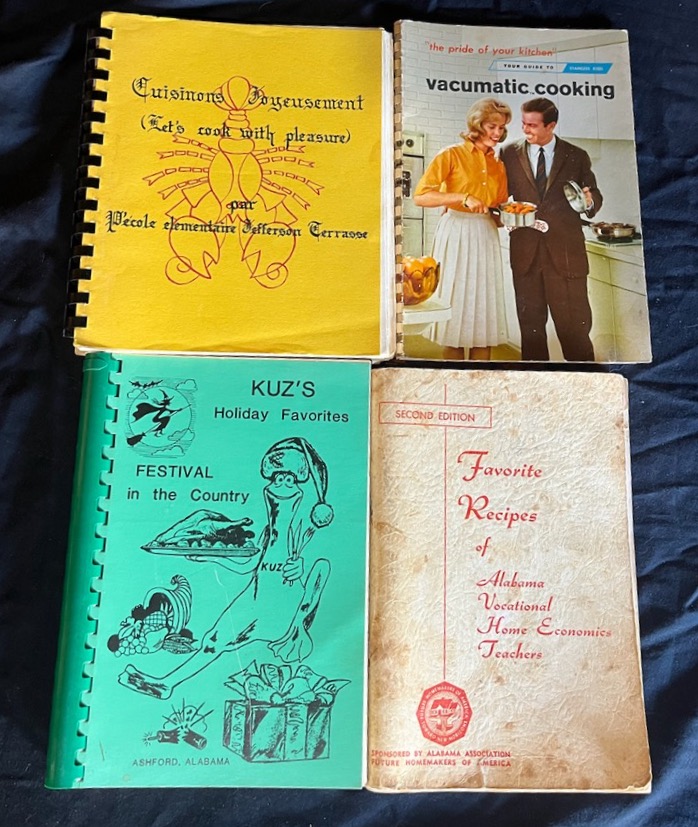 Cuisinons Joyeusement
(Let's cook with pleasure)
par
l'école elementaire Jefferson Terrasse
"the pride of your kitchen"
YOUR GUIDE TO
vacumatic cooking
KUZ'S
Holiday Favorites
FESTIVAL
in the Country
KUZ
ASHFORD, ALABAMA
SECOND EDITION
Favorite
Recipes
of
Alabama
Vocational
Home Economics
Teachers
SPONSORED BY ALABAMA ASSOCIATION
FUTURE HOMEMAKERS OF AMERICA